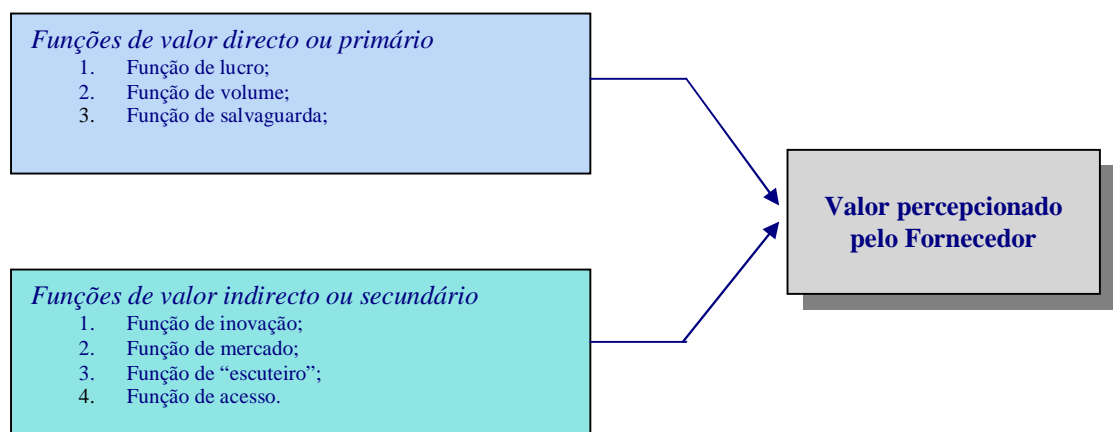 Funções de valor directo ou primário
1. Função de lucro;
2. Função de volume;
3. Função de salvaguarda;
Valor percepcionado
pelo Fornecedor
Funções de valor indirecto ou secundário
1. Função de inovação;
2. Função de mercado;
3. Função de “escuteiro”;
4. Função de acesso.